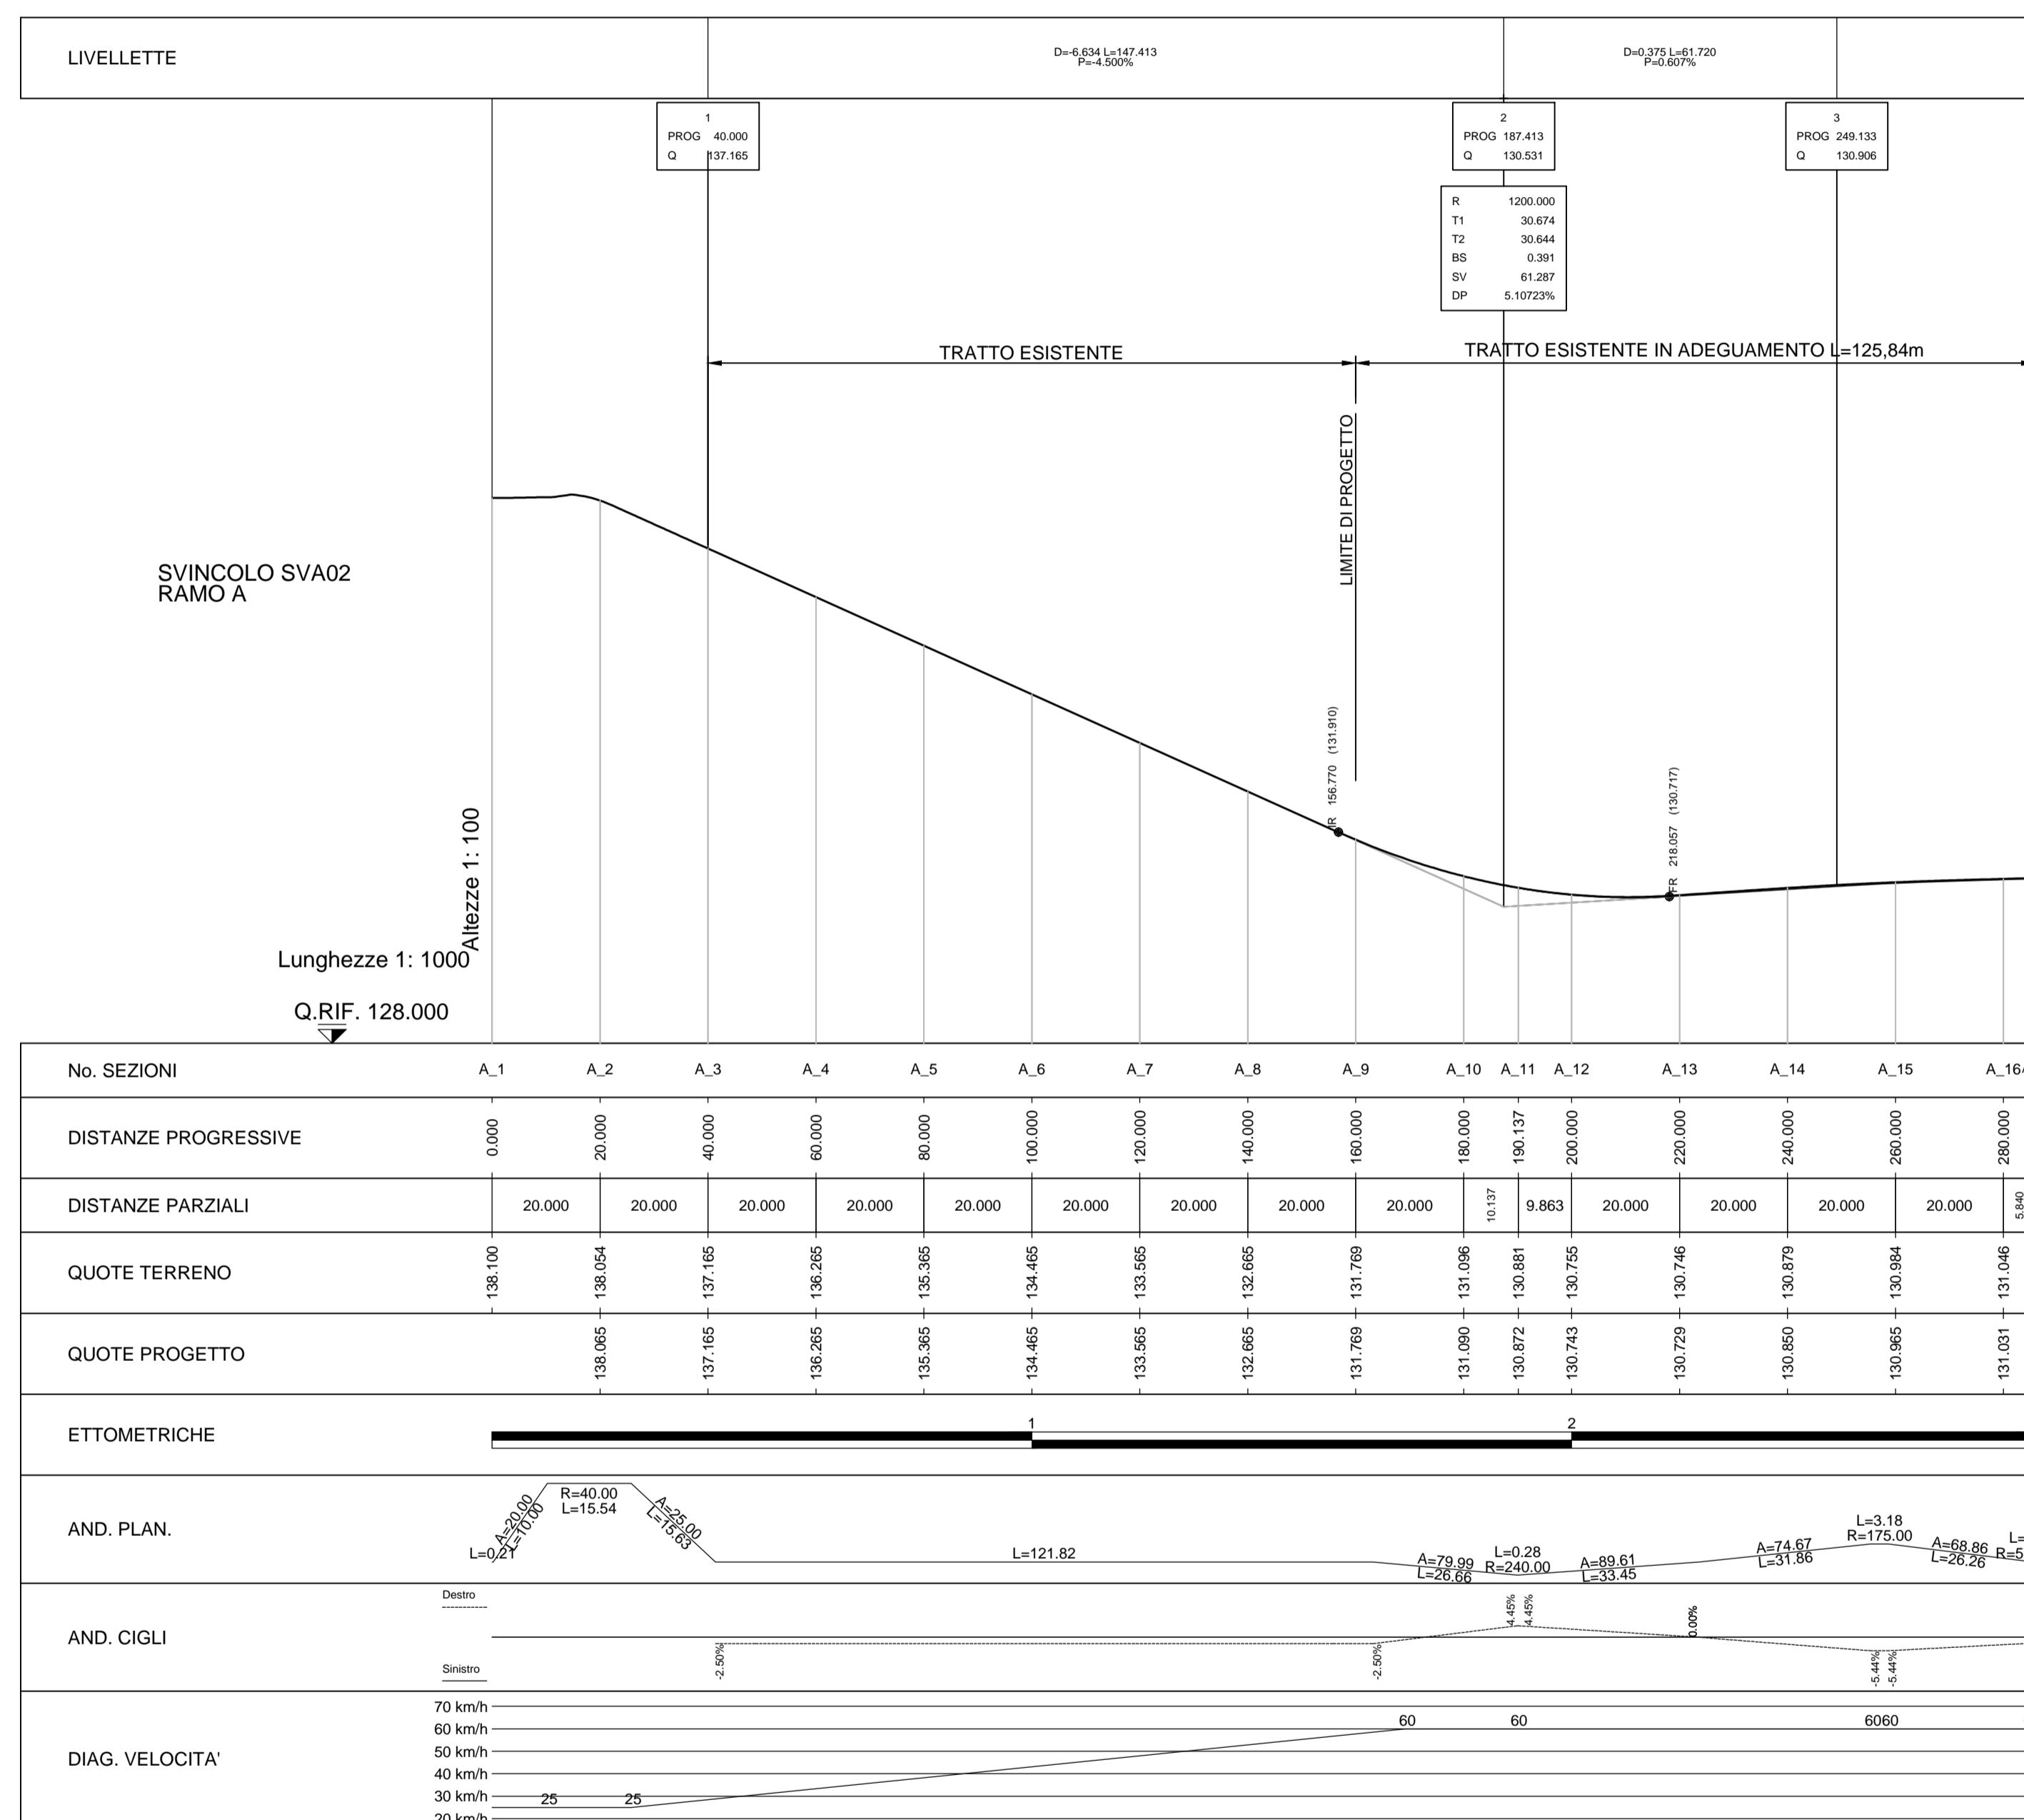 LIVELLETTE
D=-6.634 L=147.413
P=-4.500%
D=0.375 L=61.720
P=0.607%
1
PROG 40.000
Q 137.165
2
PROG 187.413
Q 130.531
3
PROG 249.133
Q 130.906
R 1200.000
T1 30.674
T2 30.644
BS 0.391
SV 61.287
DP 5.10723%
TRATTO ESISTENTE
TRATTO ESISTENTE IN ADEGUAMENTO L=125,84m
LIMITE DI PROGETTO
SVINCOLO SVA02
RAMO A
IR 156.770 (131.910)
FR 218.057 (130.717)
Altezze 1: 100
Lunghezze 1: 1000
Q.RIF. 128.000
No. SEZIONI A_1 A_2 A_3 A_4 A_5 A_6 A_7 A_8 A_9 A_10 A_11 A_12 A_13 A_14 A_15 A_16
DISTANZE PROGRESSIVE 0.000 20.000 40.000 60.000 80.000 100.000 120.000 140.000 160.000 180.000 190.137 200.000 220.000 240.000 260.000 280.000
DISTANZE PARZIALI 20.000 20.000 20.000 20.000 20.000 20.000 20.000 20.000 20.000 10.137 9.863 20.000 20.000 20.000 20.000 5.840
QUOTE TERRENO 138.100 138.054 137.165 136.265 135.365 134.465 133.565 132.665 131.769 131.096 130.881 130.755 130.746 130.879 130.984 131.046
QUOTE PROGETTO 138.065 137.165 136.265 135.365 134.465 133.565 132.665 131.769 131.090 130.872 130.743 130.729 130.850 130.965 131.031
ETTOMETRICHE 1 2
AND. PLAN.
L=0.21
A=20.00
L=10.00
R=40.00
L=15.54
A=25.00
L=15.63
L=121.82
A=79.99
L=26.66
L=0.28
R=240.00
A=89.61
L=33.45
A=74.67
L=31.86
L=3.18
R=175.00
A=68.86
L=26.26
L=
R=5
AND. CIGLI
Destro
Sinistro
-2.50% -2.50% 4.45% 4.45% 0.00% -5.44% -5.44%
DIAG. VELOCITA'
70 km/h
60 km/h
50 km/h
40 km/h
30 km/h
20 km/h
25 25 60 60 6060